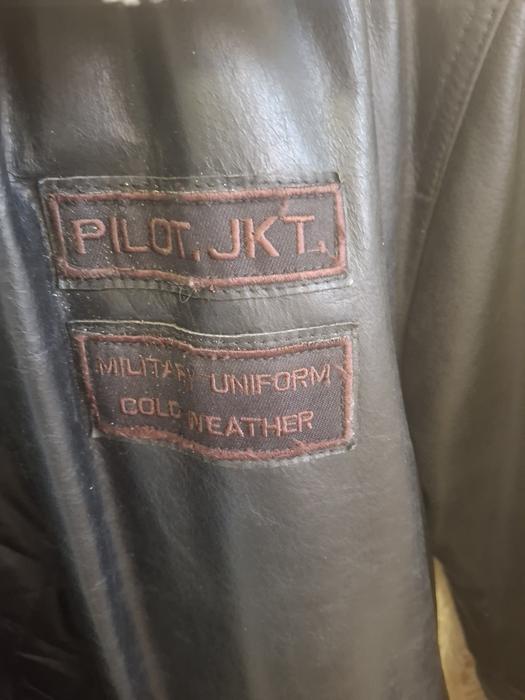 PILOT. JKT.
MILITARY UNIFORM
COLD WEATHER